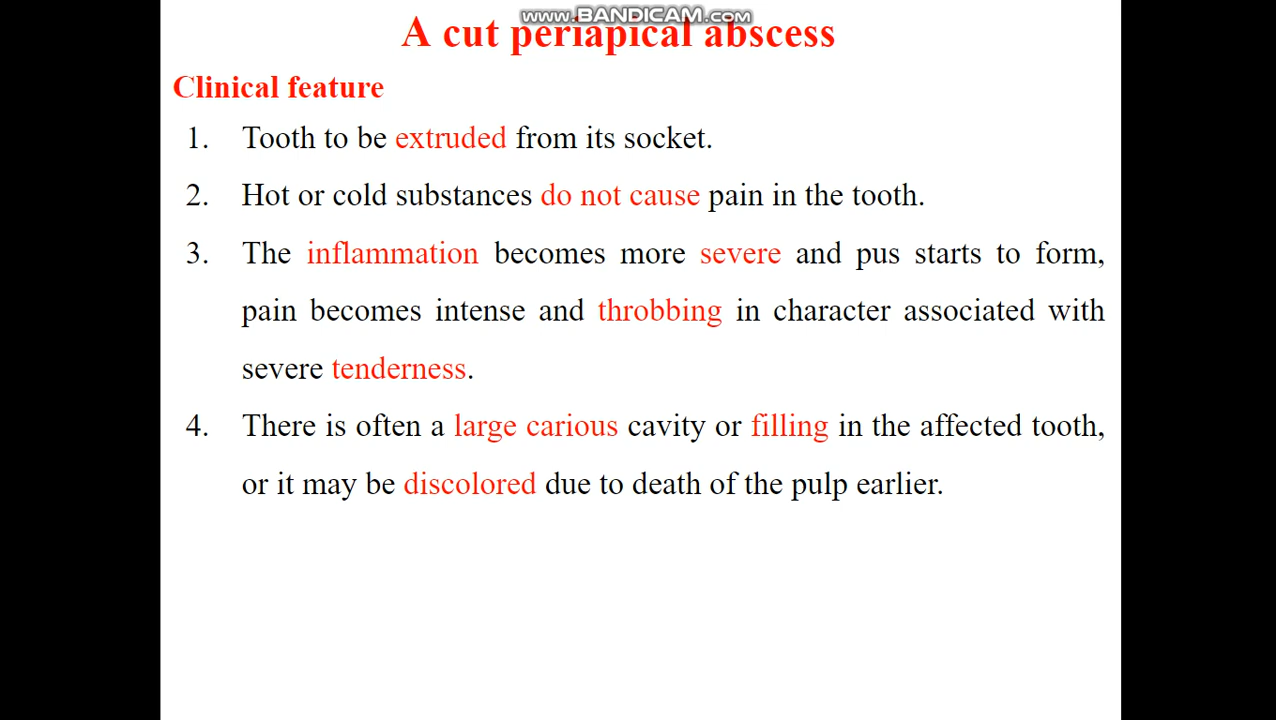 www.BANDICAM.com
A cut periapical abscess
Clinical feature
1. Tooth to be extruded from its socket.
2. Hot or cold substances do not cause pain in the tooth.
3. The inflammation becomes more severe and pus starts to form,
pain becomes intense and throbbing in character associated with
severe tenderness.
4. There is often a large carious cavity or filling in the affected tooth,
or it may be discolored due to death of the pulp earlier.